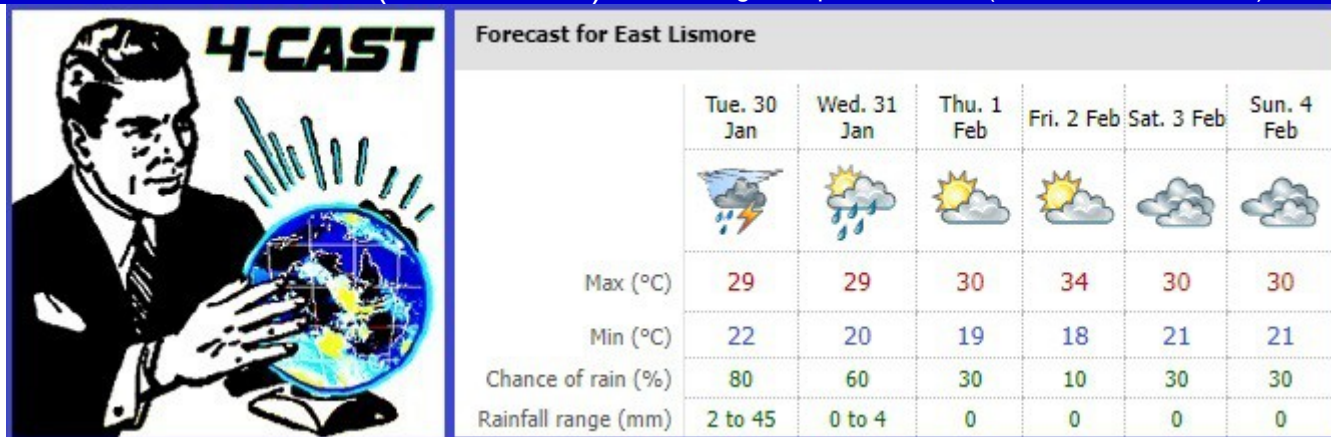 4-CAST
Forecast for East Lismore
Tue. 30 Jan Wed. 31 Jan Thu. 1 Feb Fri. 2 Feb Sat. 3 Feb Sun. 4 Feb
Max (°C) 29 29 30 34 30 30
Min (°C) 22 20 19 18 21 21
Chance of rain (%) 80 60 30 10 30 30
Rainfall range (mm) 2 to 45 0 to 4 0 0 0 0